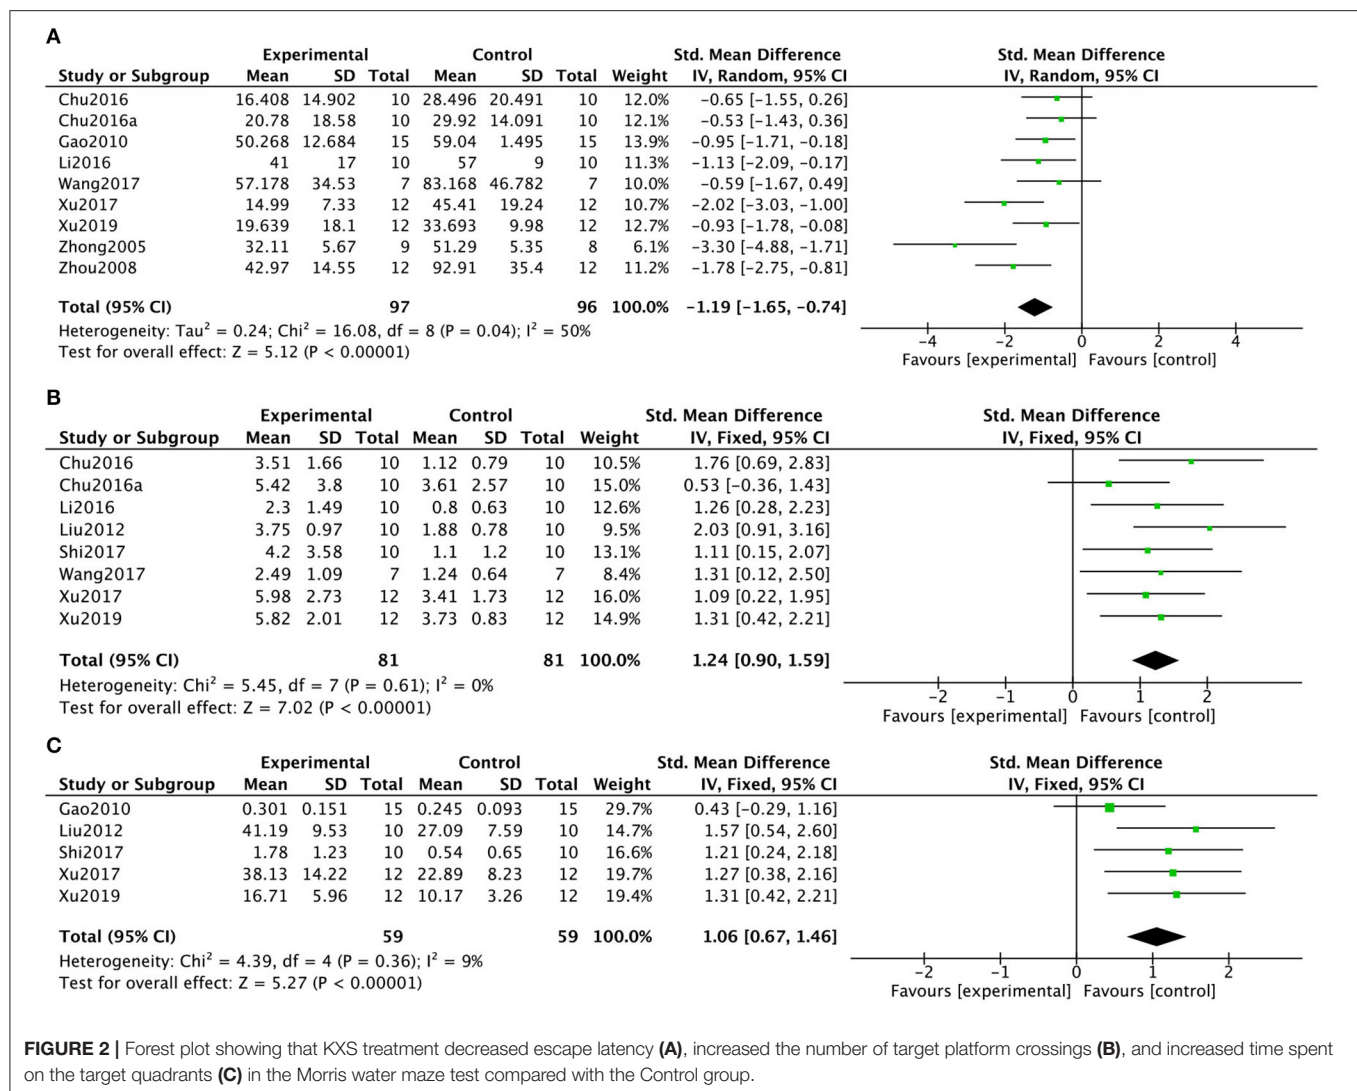 A
Experimental Control Std. Mean Difference Std. Mean Difference
Study or Subgroup Mean SD Total Mean SD Total Weight IV, Random, 95% CI IV, Random, 95% CI
Chu2016 16.408 14.902 10 28.496 20.491 10 12.0% −0.65 [−1.55, 0.26]
Chu2016a 20.78 18.58 10 29.92 14.091 10 12.1% −0.53 [−1.43, 0.36]
Gao2010 50.268 12.684 15 59.04 1.495 15 13.9% −0.95 [−1.71, −0.18]
Li2016 41 17 10 57 9 10 11.3% −1.13 [−2.09, −0.17]
Wang2017 57.178 34.53 7 83.168 46.782 7 10.0% −0.59 [−1.67, 0.49]
Xu2017 14.99 7.33 12 45.41 19.24 12 10.7% −2.02 [−3.03, −1.00]
Xu2019 19.639 18.1 12 33.693 9.98 12 12.7% −0.93 [−1.78, −0.08]
Zhong2005 32.11 5.67 9 51.29 5.35 8 6.1% −3.30 [−4.88, −1.71]
Zhou2008 42.97 14.55 12 92.91 35.4 12 11.2% −1.78 [−2.75, −0.81]
Total (95% CI) 97 96 100.0% −1.19 [−1.65, −0.74]
Heterogeneity: Tau² = 0.24; Chi² = 16.08, df = 8 (P = 0.04); I² = 50%
Test for overall effect: Z = 5.12 (P < 0.00001)
−4 −2 0 2 4
Favours [experimental] Favours [control]
B
Experimental Control Std. Mean Difference Std. Mean Difference
Study or Subgroup Mean SD Total Mean SD Total Weight IV, Fixed, 95% CI IV, Fixed, 95% CI
Chu2016 3.51 1.66 10 1.12 0.79 10 10.5% 1.76 [0.69, 2.83]
Chu2016a 5.42 3.8 10 3.61 2.57 10 15.0% 0.53 [−0.36, 1.43]
Li2016 2.3 1.49 10 0.8 0.63 10 12.6% 1.26 [0.28, 2.23]
Liu2012 3.75 0.97 10 1.88 0.78 10 9.5% 2.03 [0.91, 3.16]
Shi2017 4.2 3.58 10 1.1 1.2 10 13.1% 1.11 [0.15, 2.07]
Wang2017 2.49 1.09 7 1.24 0.64 7 8.4% 1.31 [0.12, 2.50]
Xu2017 5.98 2.73 12 3.41 1.73 12 16.0% 1.09 [0.22, 1.95]
Xu2019 5.82 2.01 12 3.73 0.83 12 14.9% 1.31 [0.42, 2.21]
Total (95% CI) 81 81 100.0% 1.24 [0.90, 1.59]
Heterogeneity: Chi² = 5.45, df = 7 (P = 0.61); I² = 0%
Test for overall effect: Z = 7.02 (P < 0.00001)
−2 −1 0 1 2
Favours [experimental] Favours [control]
C
Experimental Control Std. Mean Difference Std. Mean Difference
Study or Subgroup Mean SD Total Mean SD Total Weight IV, Fixed, 95% CI IV, Fixed, 95% CI
Gao2010 0.301 0.151 15 0.245 0.093 15 29.7% 0.43 [−0.29, 1.16]
Liu2012 41.19 9.53 10 27.09 7.59 10 14.7% 1.57 [0.54, 2.60]
Shi2017 1.78 1.23 10 0.54 0.65 10 16.6% 1.21 [0.24, 2.18]
Xu2017 38.13 14.22 12 22.89 8.23 12 19.7% 1.27 [0.38, 2.16]
Xu2019 16.71 5.96 12 10.17 3.26 12 19.4% 1.31 [0.42, 2.21]
Total (95% CI) 59 59 100.0% 1.06 [0.67, 1.46]
Heterogeneity: Chi² = 4.39, df = 4 (P = 0.36); I² = 9%
Test for overall effect: Z = 5.27 (P < 0.00001)
−2 −1 0 1 2
Favours [experimental] Favours [control]
FIGURE 2 | Forest plot showing that KXS treatment decreased escape latency (A), increased the number of target platform crossings (B), and increased time spent
on the target quadrants (C) in the Morris water maze test compared with the Control group.